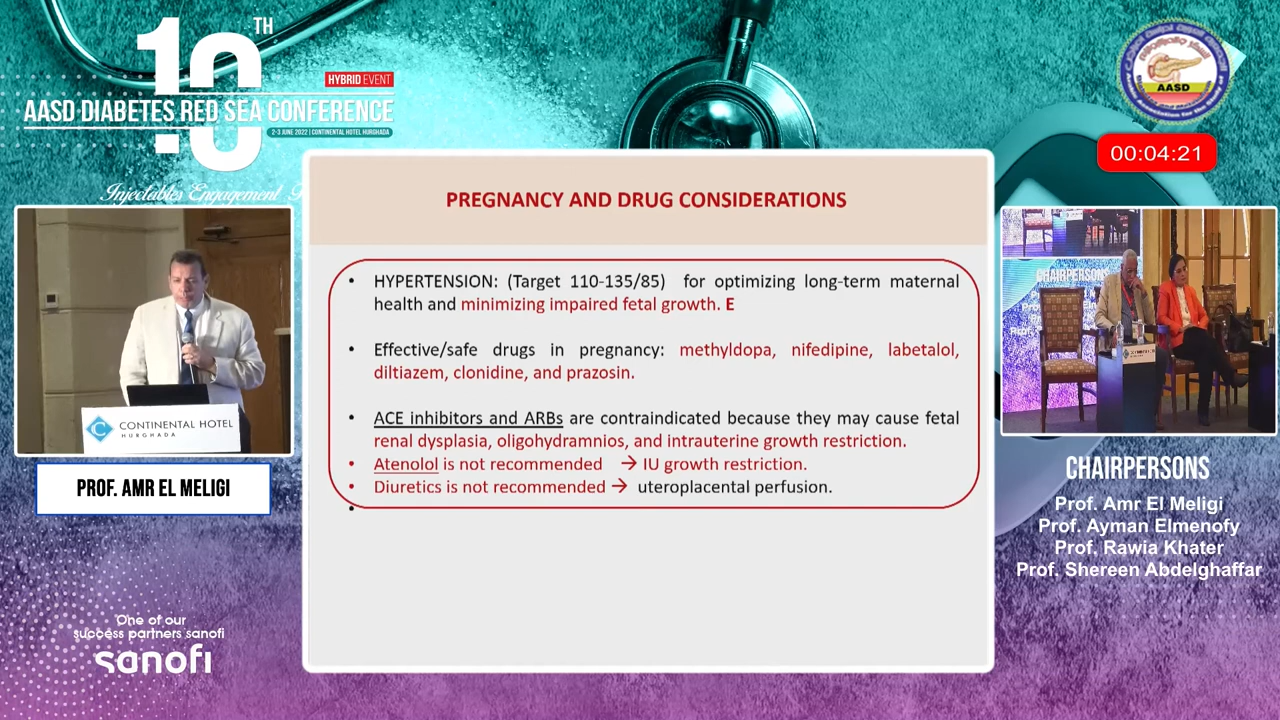 10TH
HYBRID EVENT
AASD DIABETES RED SEA CONFERENCE
2-3 JUNE 2022 | CONTINENTAL HOTEL HURGHADA
Injectables Engagement
AASD
00:04:21
PREGNANCY AND DRUG CONSIDERATIONS
• HYPERTENSION: (Target 110-135/85) for optimizing long-term maternal
health and minimizing impaired fetal growth. E
• Effective/safe drugs in pregnancy: methyldopa, nifedipine, labetalol,
diltiazem, clonidine, and prazosin.
• ACE inhibitors and ARBs are contraindicated because they may cause fetal
renal dysplasia, oligohydramnios, and intrauterine growth restriction.
• Atenolol is not recommended → IU growth restriction.
• Diuretics is not recommended → uteroplacental perfusion.
•
CONTINENTAL HOTEL
HURGHADA
PROF. AMR EL MELIGI
CHAIRPERSONS
CHAIRPERSONS
Prof. Amr El Meligi
Prof. Ayman Elmenofy
Prof. Rawia Khater
Prof. Shereen Abdelghaffar
One of our
success partners sanofi
sanofi